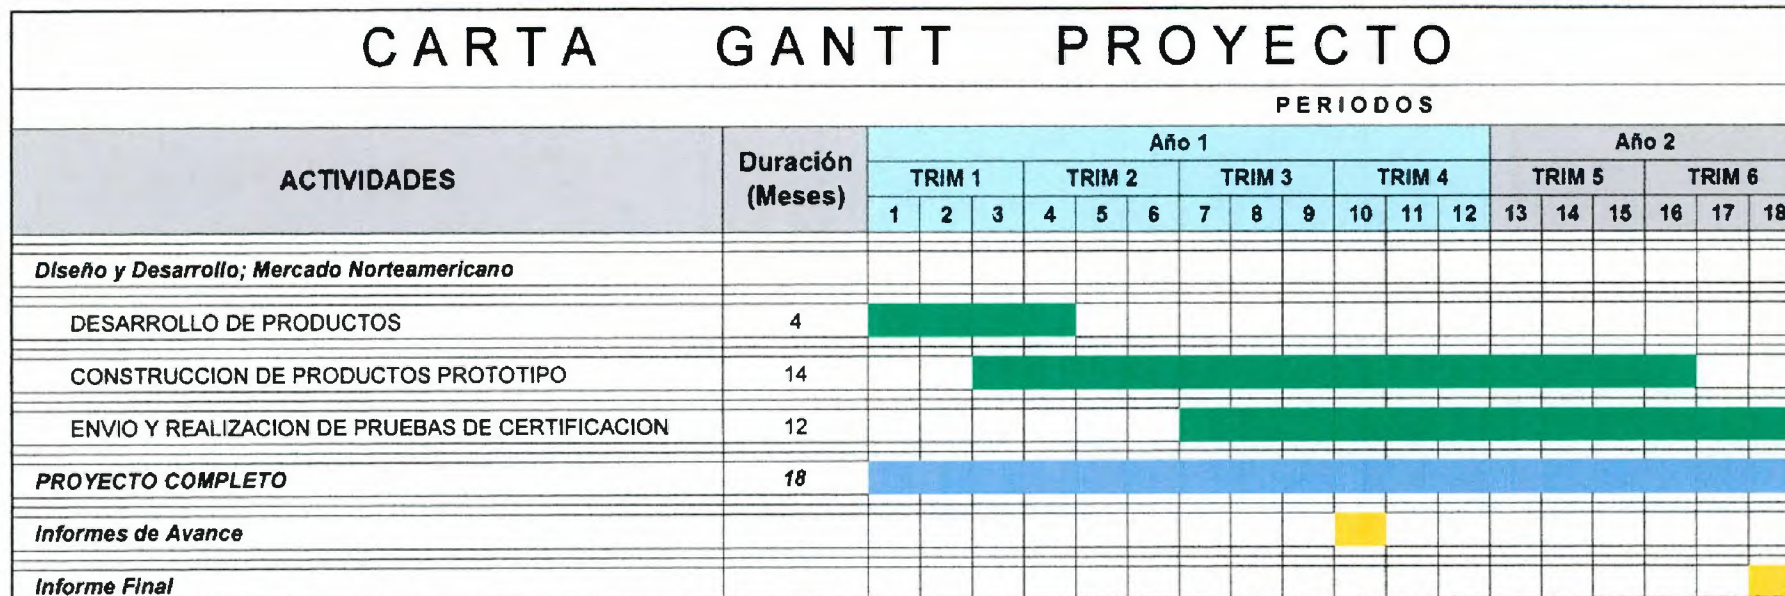 CARTA GANTT PROYECTO
PERIODOS
ACTIVIDADES
Duración
(Meses)
Año 1 Año 2
TRIM 1 TRIM 2 TRIM 3 TRIM 4 TRIM 5 TRIM 6
1 2 3 4 5 6 7 8 9 10 11 12 13 14 15 16 17 18
Diseño y Desarrollo; Mercado Norteamericano
DESARROLLO DE PRODUCTOS 4
CONSTRUCCION DE PRODUCTOS PROTOTIPO 14
ENVIO Y REALIZACION DE PRUEBAS DE CERTIFICACION 12
PROYECTO COMPLETO 18
Informes de Avance
Informe Final